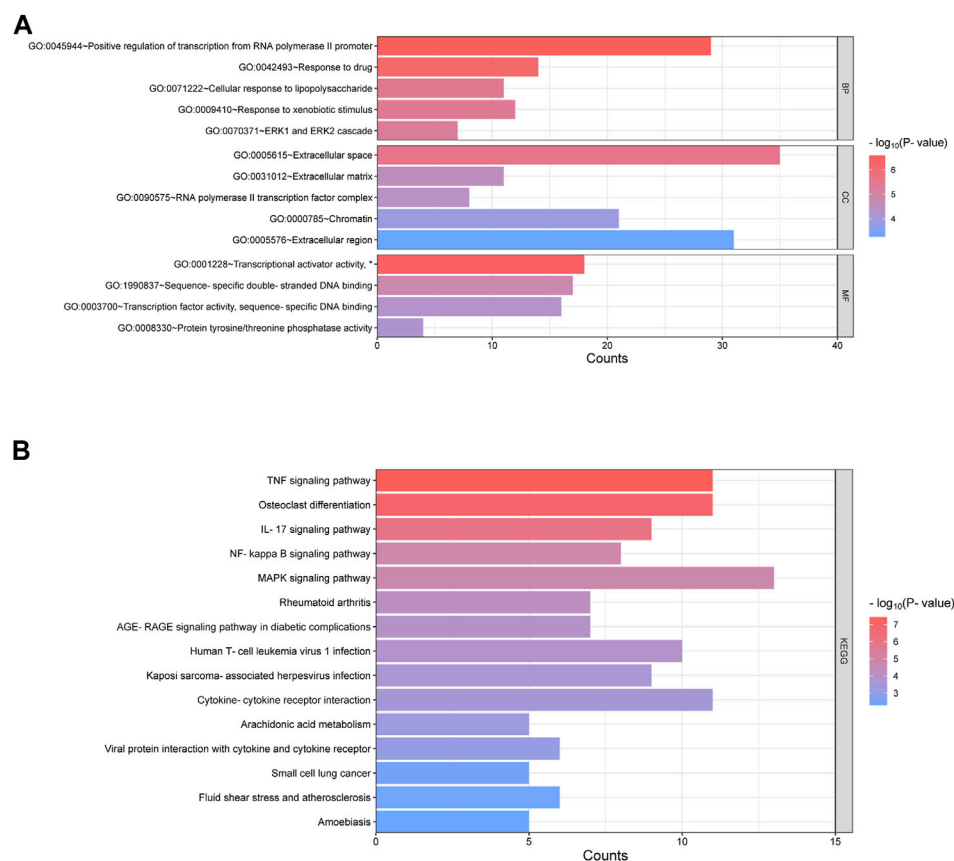 A
GO:0045944~Positive regulation of transcription from RNA polymerase II promoter
GO:0042493~Response to drug
GO:0071222~Cellular response to lipopolysaccharide
GO:0009410~Response to xenobiotic stimulus
GO:0070371~ERK1 and ERK2 cascade
BP
GO:0005615~Extracellular space
GO:0031012~Extracellular matrix
GO:0090575~RNA polymerase II transcription factor complex
GO:0000785~Chromatin
GO:0005576~Extracellular region
CC
GO:0001228~Transcriptional activator activity, *
GO:1990837~Sequence- specific double- stranded DNA binding
GO:0003700~Transcription factor activity, sequence- specific DNA binding
GO:0008330~Protein tyrosine/threonine phosphatase activity
MF
0 10 20 30 40
Counts
- log10(P- value)
6
5
4
B
TNF signaling pathway
Osteoclast differentiation
IL- 17 signaling pathway
NF- kappa B signaling pathway
MAPK signaling pathway
Rheumatoid arthritis
AGE- RAGE signaling pathway in diabetic complications
Human T- cell leukemia virus 1 infection
Kaposi sarcoma- associated herpesvirus infection
Cytokine- cytokine receptor interaction
Arachidonic acid metabolism
Viral protein interaction with cytokine and cytokine receptor
Small cell lung cancer
Fluid shear stress and atherosclerosis
Amoebiasis
KEGG
0 5 10 15
Counts
- log10(P- value)
7
6
5
4
3